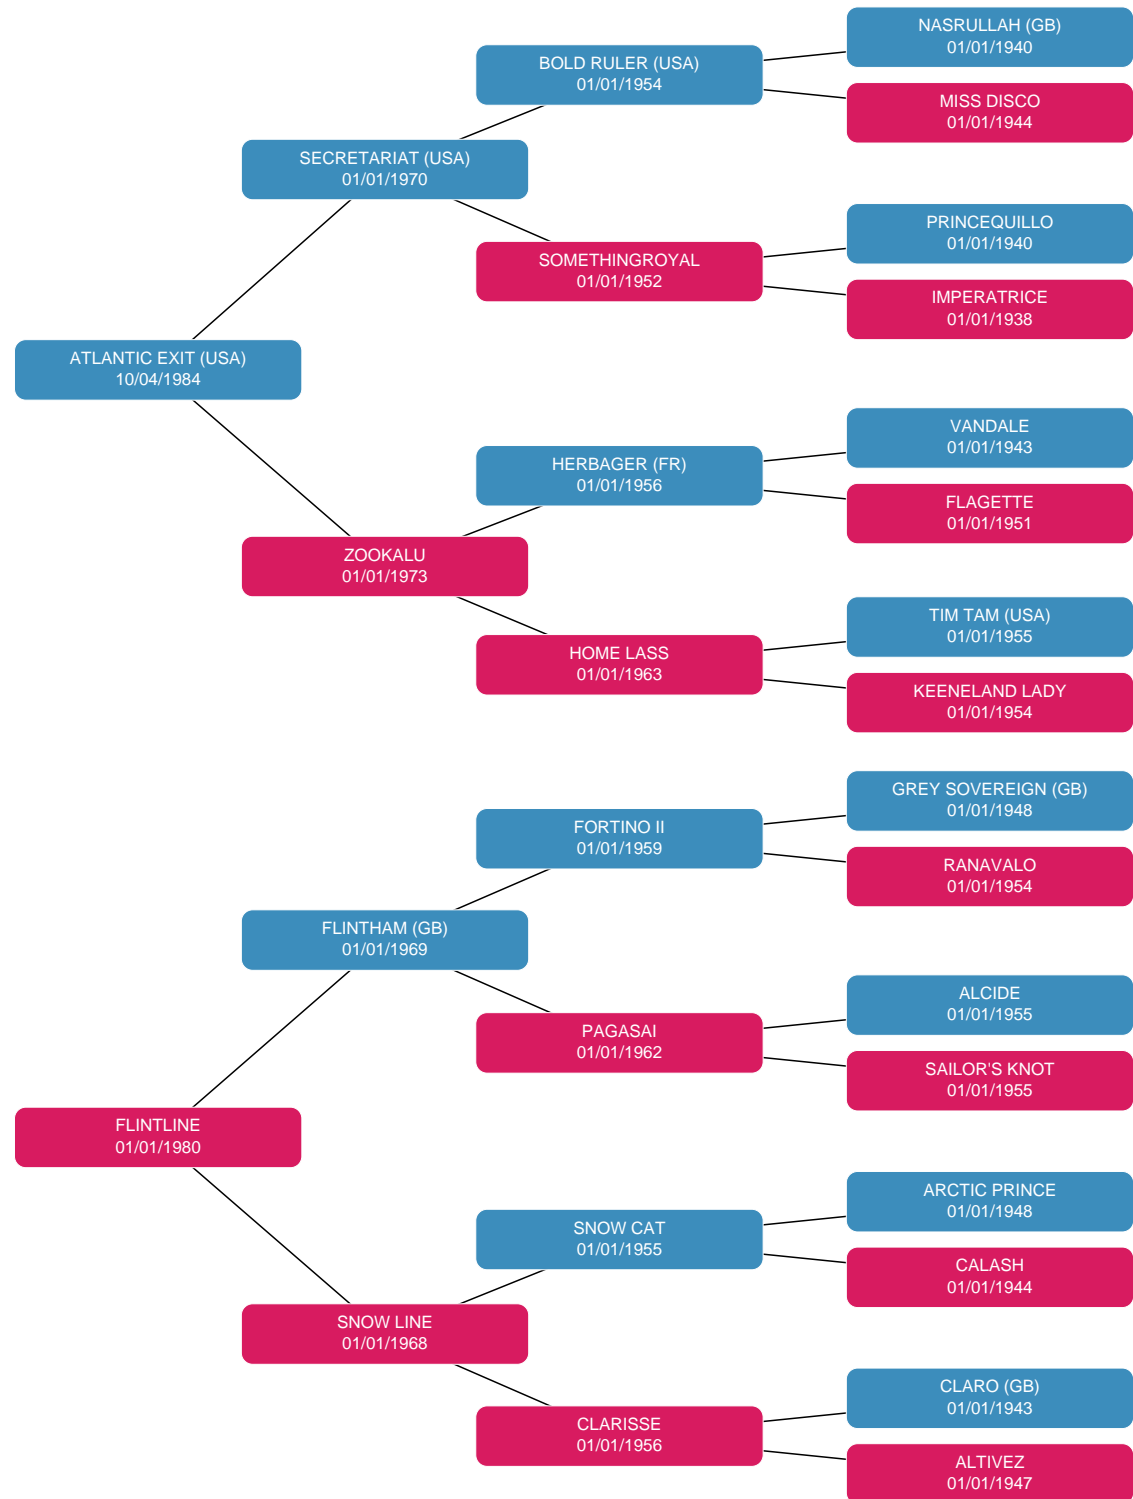 NASRULLAH (GB)
01/01/1940
BOLD RULER (USA)
01/01/1954
MISS DISCO
01/01/1944
SECRETARIAT (USA)
01/01/1970
PRINCEQUILLO
01/01/1940
SOMETHINGROYAL
01/01/1952
IMPERATRICE
01/01/1938
ATLANTIC EXIT (USA)
10/04/1984
VANDALE
01/01/1943
HERBAGER (FR)
01/01/1956
FLAGETTE
01/01/1951
ZOOKALU
01/01/1973
TIM TAM (USA)
01/01/1955
HOME LASS
01/01/1963
KEENELAND LADY
01/01/1954
GREY SOVEREIGN (GB)
01/01/1948
FORTINO II
01/01/1959
RANAVALO
01/01/1954
FLINTHAM (GB)
01/01/1969
ALCIDE
01/01/1955
PAGASAI
01/01/1962
SAILOR'S KNOT
01/01/1955
FLINTLINE
01/01/1980
ARCTIC PRINCE
01/01/1948
SNOW CAT
01/01/1955
CALASH
01/01/1944
SNOW LINE
01/01/1968
CLARO (GB)
01/01/1943
CLARISSE
01/01/1956
ALTIVEZ
01/01/1947